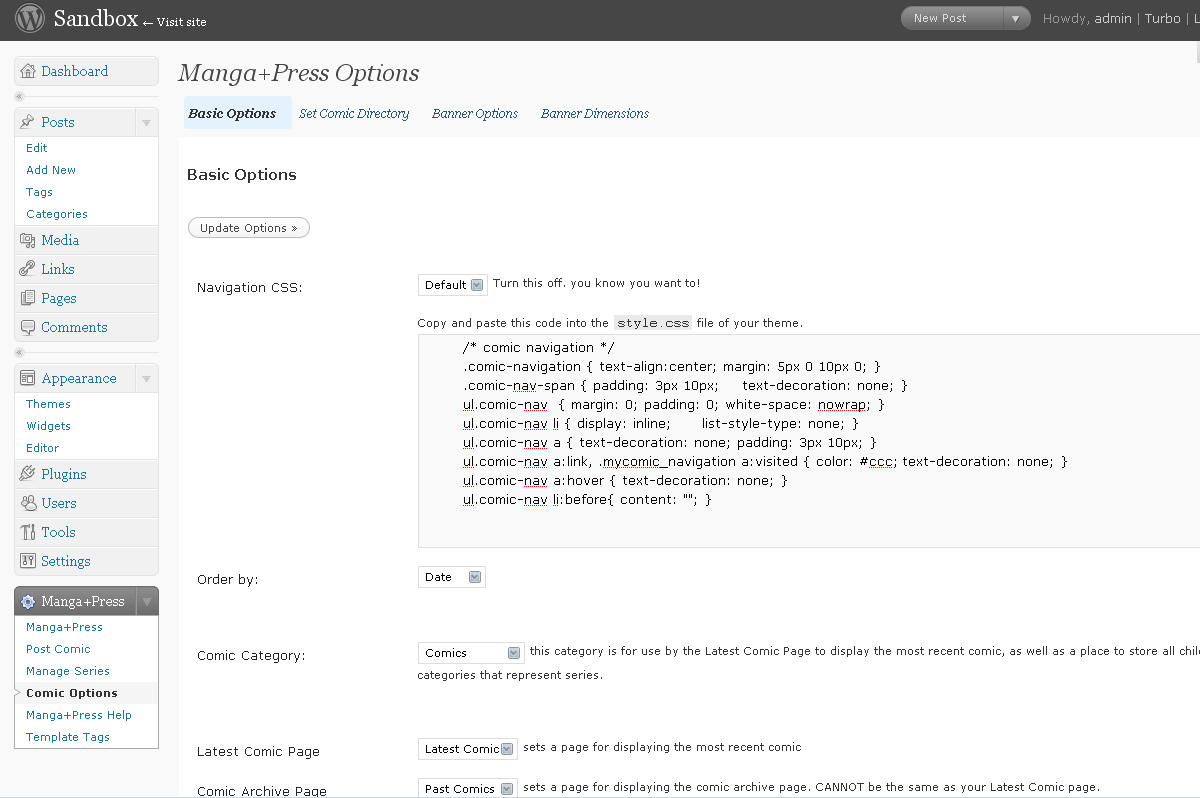 Sandbox ← Visit site
New Post
Howdy, admin | Turbo |
Dashboard
Posts
Edit
Add New
Tags
Categories
Media
Links
Pages
Comments
Appearance
Themes
Widgets
Editor
Plugins
Users
Tools
Settings
Manga+Press
Manga+Press
Post Comic
Manage Series
Comic Options
Manga+Press Help
Template Tags
Manga+Press Options
Basic Options Set Comic Directory Banner Options Banner Dimensions
Basic Options
Update Options »
Navigation CSS: Default Turn this off. you know you want to!
Copy and paste this code into the style.css file of your theme.
/* comic navigation */
.comic-navigation { text-align:center; margin: 5px 0 10px 0; }
.comic-nav-span { padding: 3px 10px; text-decoration: none; }
ul.comic-nav { margin: 0; padding: 0; white-space: nowrap; }
ul.comic-nav li { display: inline; list-style-type: none; }
ul.comic-nav a { text-decoration: none; padding: 3px 10px; }
ul.comic-nav a:link, .mycomic_navigation a:visited { color: #ccc; text-decoration: none; }
ul.comic-nav a:hover { text-decoration: none; }
ul.comic-nav li:before{ content: ""; }
Order by: Date
Comic Category: Comics this category is for use by the Latest Comic Page to display the most recent comic, as well as a place to store all
categories that represent series.
Latest Comic Page Latest Comic sets a page for displaying the most recent comic
Comic Archive Page Past Comics sets a page for displaying the comic archive page. CANNOT be the same as your Latest Comic page.